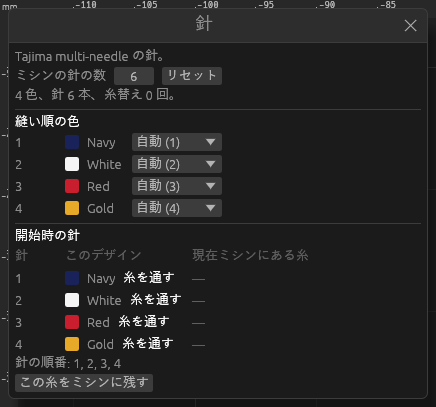 mm
-110 -105 -100 -95 -90 -85
針
Tajima multi-needle の針。
ミシンの針の数 6 リセット
4 色、針 6 本、糸替え 0 回。
縫い順の色
1 Navy 自動 (1)
2 White 自動 (2)
3 Red 自動 (3)
4 Gold 自動 (4)
開始時の針
針 このデザイン 現在ミシンにある糸
1 Navy 糸を通す —
2 White 糸を通す —
3 Red 糸を通す —
4 Gold 糸を通す —
針の順番: 1, 2, 3, 4
この糸をミシンに残す